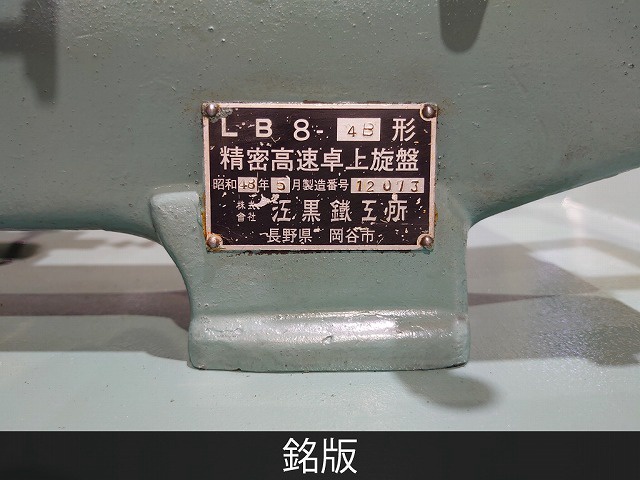 LB8-4B形
精密高速卓上旋盤
昭和48年5月製造番号12013
株式會社 江黒鐵工所
長野県 岡谷市
銘版